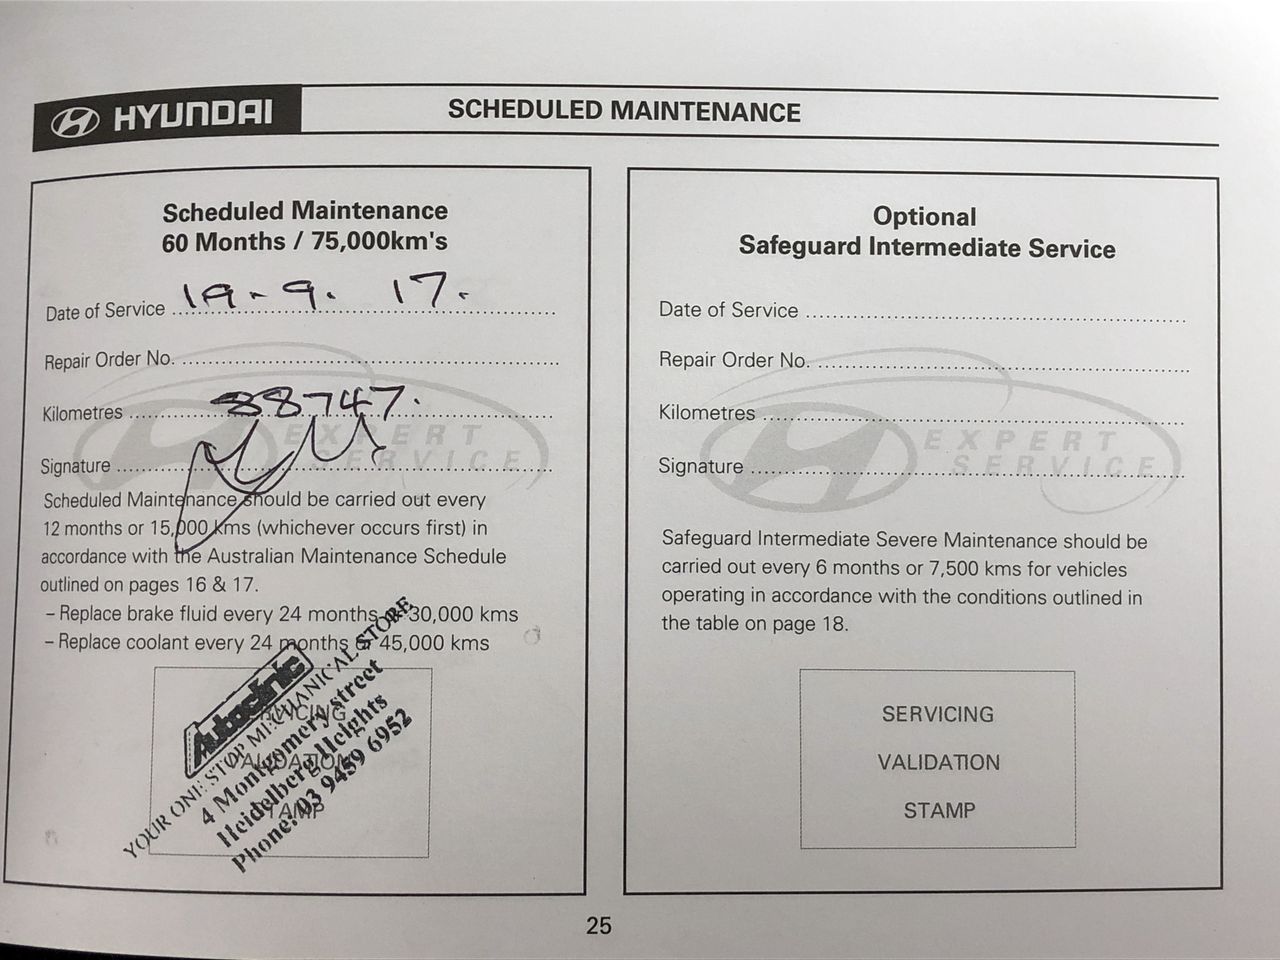 HYUNDAI
SCHEDULED MAINTENANCE
Scheduled Maintenance
60 Months / 75,000km's
Date of Service 19-9. 17.
Repair Order No.
Kilometres 88747.
EXPERT
SERVICE
Signature
Scheduled Maintenance should be carried out every
12 months or 15,000 kms (whichever occurs first) in
accordance with the Australian Maintenance Schedule
outlined on pages 16 & 17.
– Replace brake fluid every 24 months or 30,000 kms
– Replace coolant every 24 months or 45,000 kms
SERVICING
VALIDATION
STAMP
Autoclinic
YOUR ONE STOP MECHANICAL STORE
4 Montgomery street
Heidelberg Heights
Phone: 03 9459 6952
Optional
Safeguard Intermediate Service
Date of Service
Repair Order No.
Kilometres
EXPERT
SERVICE
Signature
Safeguard Intermediate Severe Maintenance should be
carried out every 6 months or 7,500 kms for vehicles
operating in accordance with the conditions outlined in
the table on page 18.
SERVICING
VALIDATION
STAMP
25